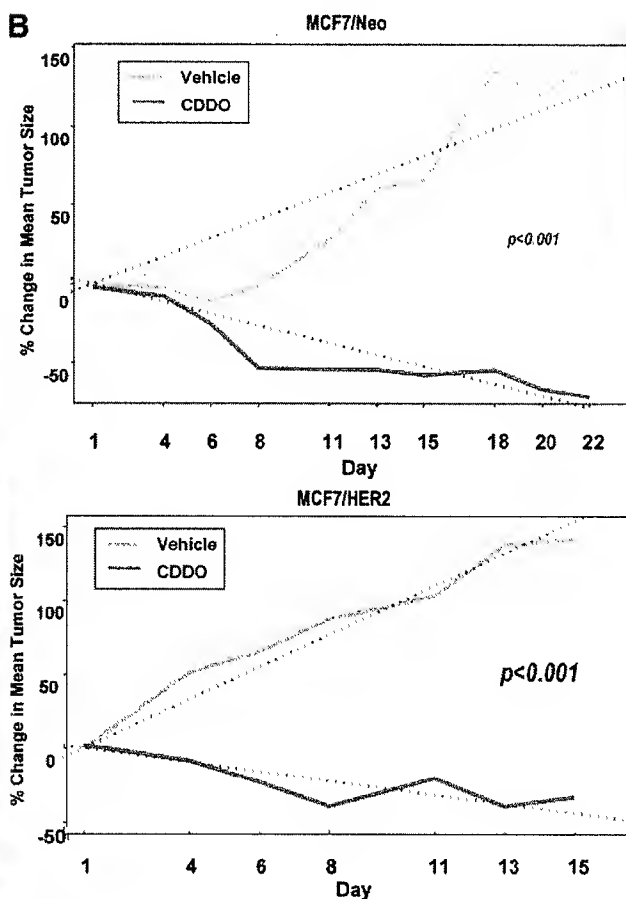 B
MCF7/Neo
% Change in Mean Tumor Size
150
100
50
0
-50
Vehicle
CDDO
p<0.001
1 4 6 8 11 13 15 18 20 22
Day
MCF7/HER2
% Change in Mean Tumor Size
150
100
50
0
-50
Vehicle
CDDO
p<0.001
1 4 6 8 11 13 15
Day